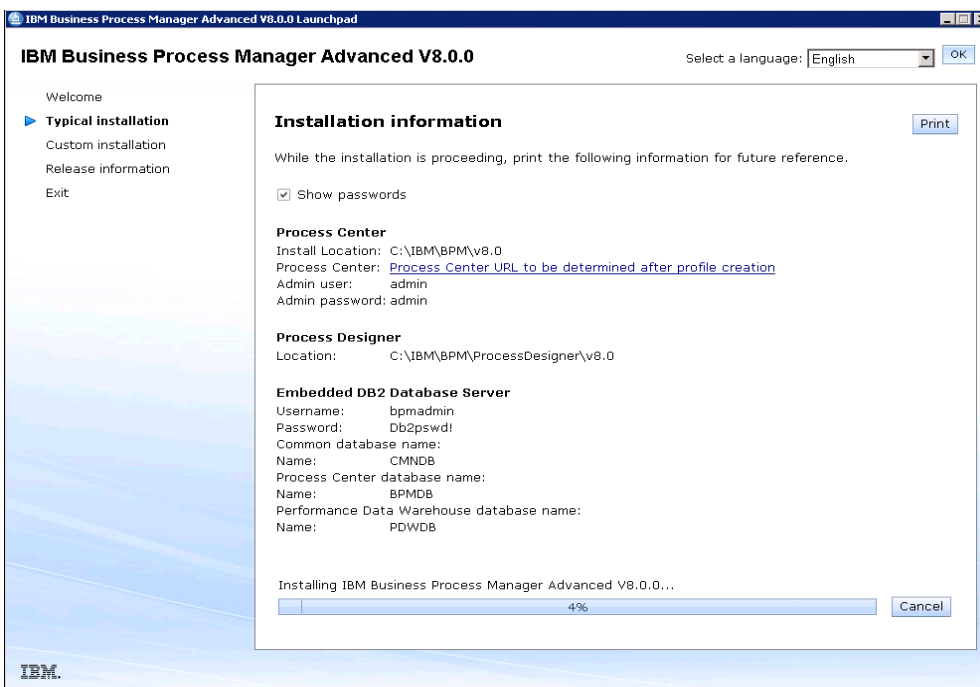 IBM Business Process Manager Advanced V8.0.0 Launchpad
IBM Business Process Manager Advanced V8.0.0
Select a language: English
OK
Welcome
Typical installation
Custom installation
Release information
Exit
Installation information
Print
While the installation is proceeding, print the following information for future reference.
Show passwords
Process Center
Install Location: C:\IBM\BPM\v8.0
Process Center: Process Center URL to be determined after profile creation
Admin user: admin
Admin password: admin
Process Designer
Location: C:\IBM\BPM\ProcessDesigner\v8.0
Embedded DB2 Database Server
Username: bpmadmin
Password: Db2pswd!
Common database name:
Name: CMNDB
Process Center database name:
Name: BPMDB
Performance Data Warehouse database name:
Name: PDWDB
Installing IBM Business Process Manager Advanced V8.0.0...
4%
Cancel
IBM.